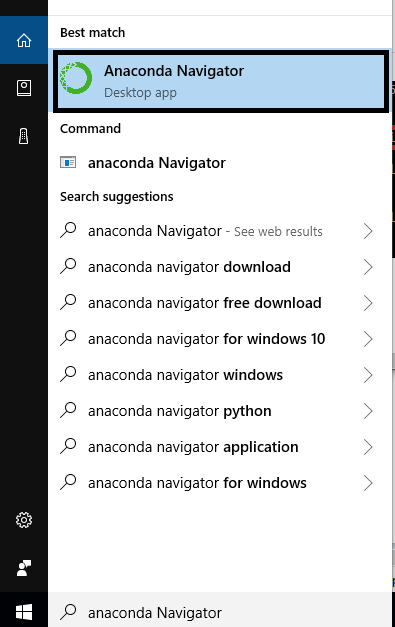 Best match
Anaconda Navigator
Desktop app
Command
anaconda Navigator
Search suggestions
anaconda Navigator - See web results
anaconda navigator download
anaconda navigator free download
anaconda navigator for windows 10
anaconda navigator windows
anaconda navigator python
anaconda navigator application
anaconda navigator for windows
anaconda Navigator